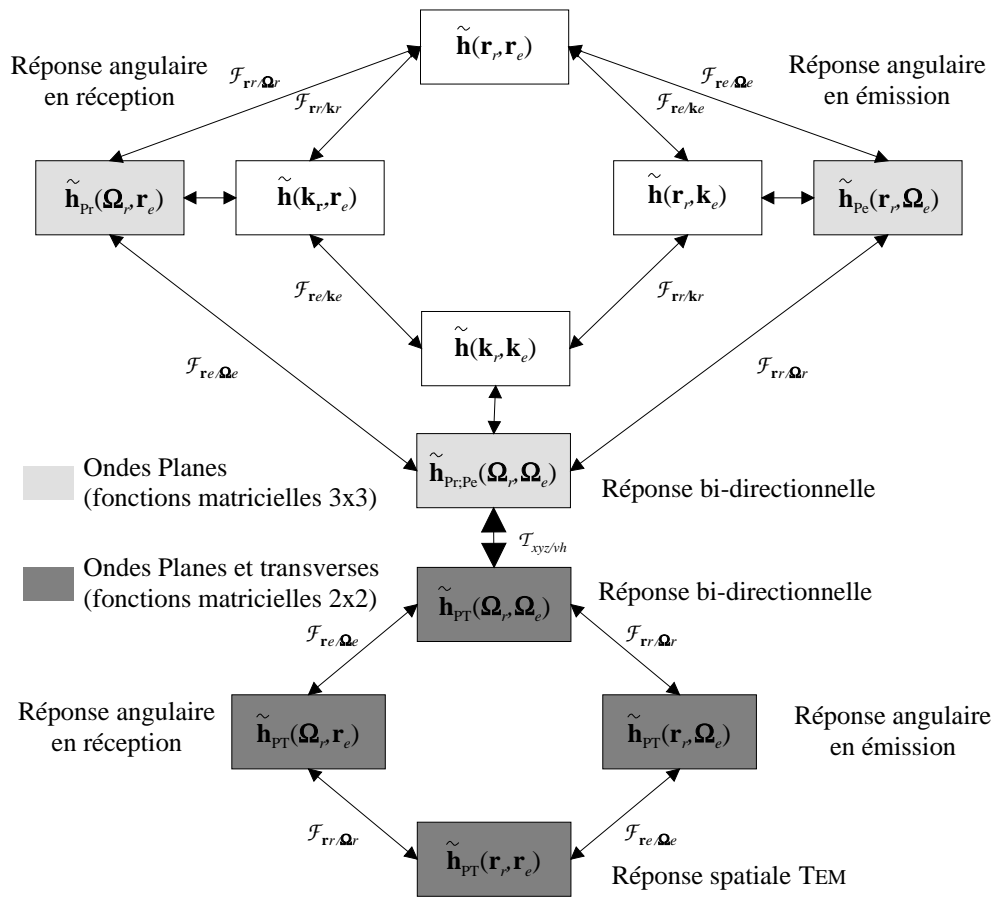 h̃(r_r,r_e)
Réponse angulaire
en réception
ℱ_rr/Ωr
ℱ_rr/kr
ℱ_re/Ωe
ℱ_re/ke
Réponse angulaire
en émission
h̃_Pr(Ω_r,r_e)
h̃(k_r,r_e)
h̃(r_r,k_e)
h̃_Pe(r_r,Ω_e)
ℱ_re/ke
ℱ_rr/kr
h̃(k_r,k_e)
ℱ_re/Ωe
ℱ_rr/Ωr
h̃_Pr;Pe(Ω_r,Ω_e)
Ondes Planes
(fonctions matricielles 3x3)
Réponse bi-directionnelle
𝒯_xyz/vh
Ondes Planes et transverses
(fonctions matricielles 2x2)
h̃_PT(Ω_r,Ω_e)
Réponse bi-directionnelle
ℱ_re/Ωe
ℱ_rr/Ωr
Réponse angulaire
en réception
h̃_PT(Ω_r,r_e)
h̃_PT(r_r,Ω_e)
Réponse angulaire
en émission
ℱ_rr/Ωr
ℱ_re/Ωe
h̃_PT(r_r,r_e)
Réponse spatiale TEM